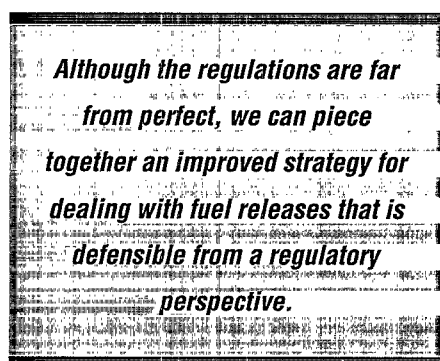 Although the regulations are far
from perfect, we can piece
together an improved strategy for
dealing with fuel releases that is
defensible from a regulatory
perspective.